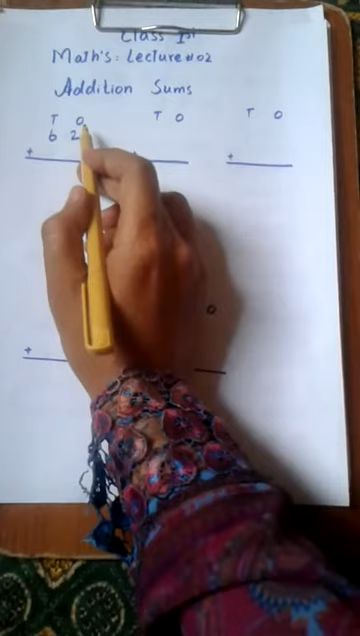 Class 1st
Math's: Lecture #02
Addition Sums
T O T O T O
6 2
+ +
O
+